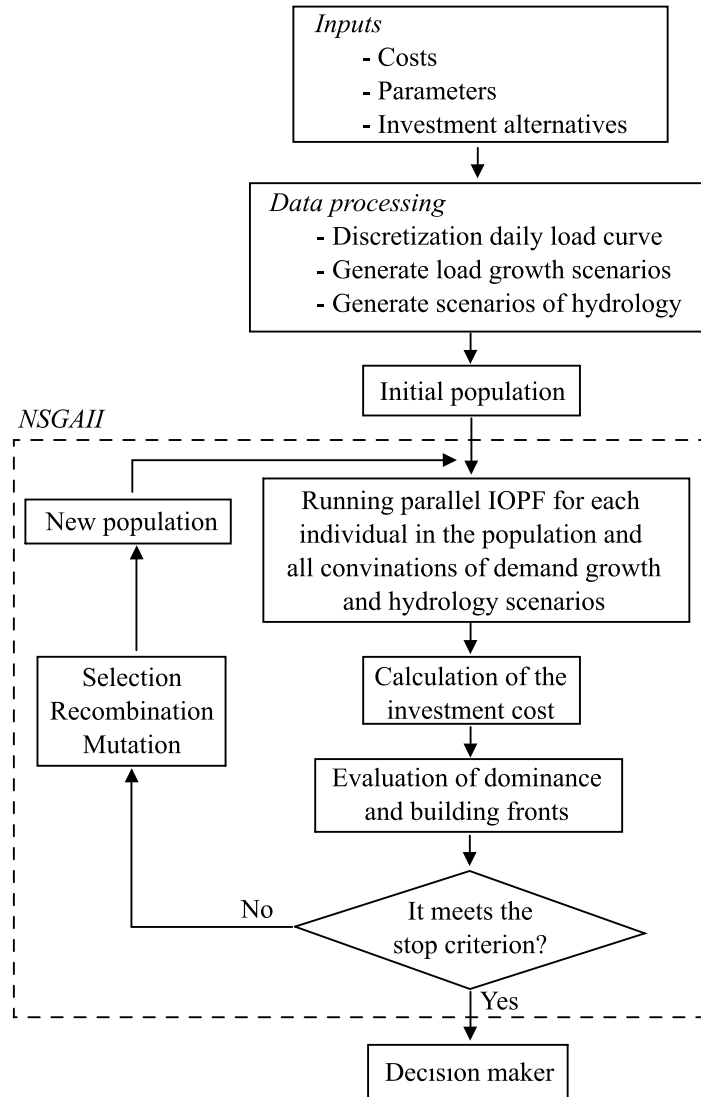 Inputs
- Costs
- Parameters
- Investment alternatives
Data processing
- Discretization daily load curve
- Generate load growth scenarios
- Generate scenarios of hydrology
Initial population
NSGAII
New population
Running parallel IOPF for each
individual in the population and
all convinations of demand growth
and hydrology scenarios
Selection
Recombination
Mutation
Calculation of the
investment cost
Evaluation of dominance
and building fronts
No
It meets the
stop criterion?
Yes
Decision maker